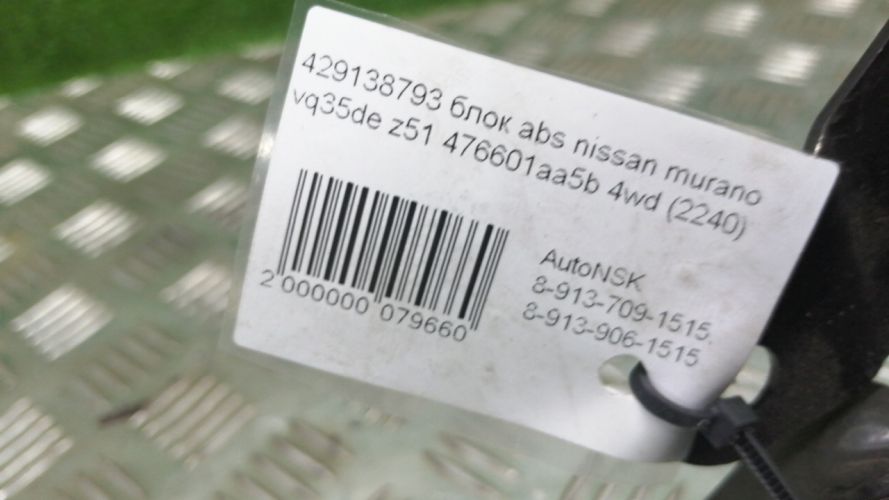 429138793 блок abs nissan murano
vq35de z51 476601aa5b 4wd (2240)
2 000000 079660
AutoNSK
8-913-709-1515,
8-913-906-1515